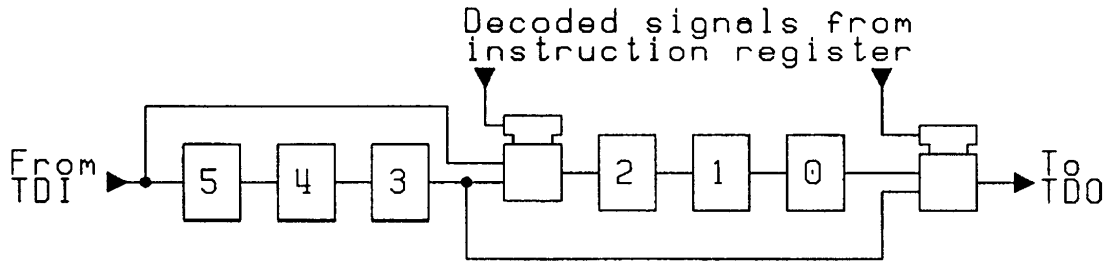 Decoded signals from
instruction register
From
TDI
5
4
3
2
1
0
To
TDO